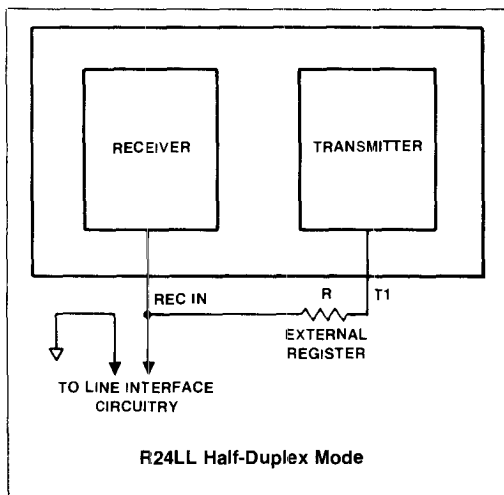 RECEIVER
TRANSMITTER
REC IN
R
T1
EXTERNAL
REGISTER
TO LINE INTERFACE
CIRCUITRY
R24LL Half-Duplex Mode